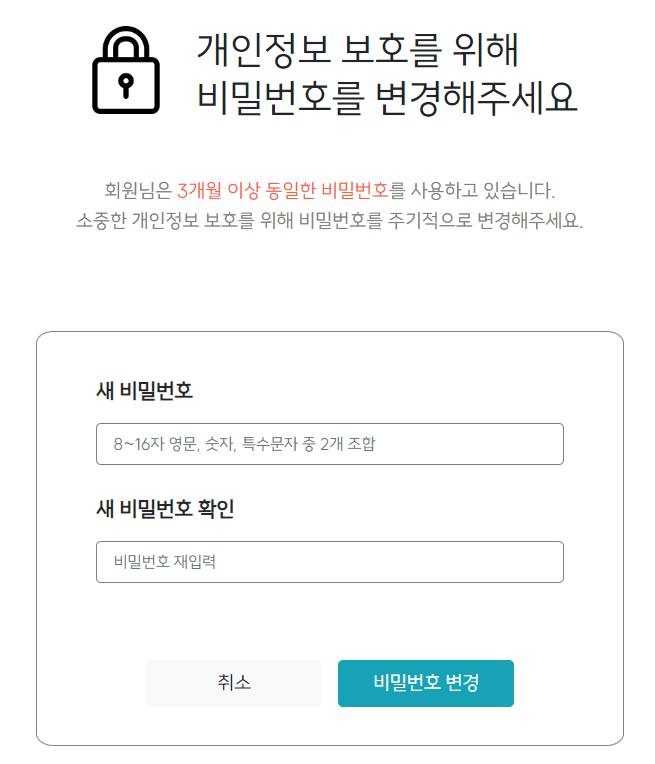 개인정보 보호를 위해
비밀번호를 변경해주세요
회원님은 3개월 이상 동일한 비밀번호를 사용하고 있습니다.
소중한 개인정보 보호를 위해 비밀번호를 주기적으로 변경해주세요.
새 비밀번호
8~16자 영문, 숫자, 특수문자 중 2개 조합
새 비밀번호 확인
비밀번호 재입력
취소 비밀번호 변경